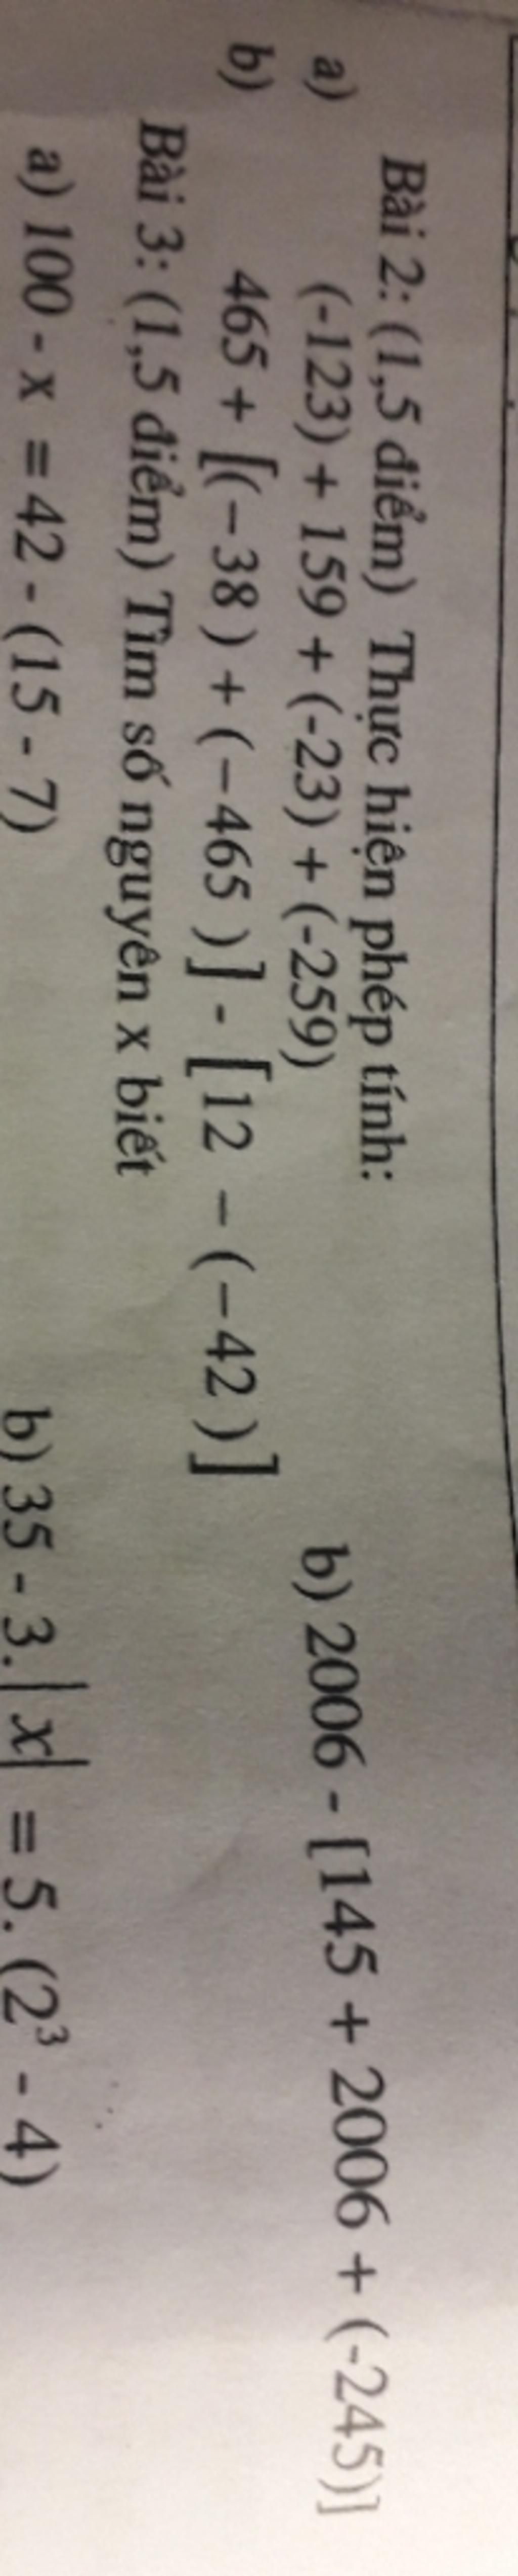 Bài 2: (1,5 điểm) Thực hiện phép tính:
a) (-123) + 159 + (-23) + (-259) b) 2006 - [145 + 2006 + (-245)]
b) 465 + [(−38) + (−465)] - [12 − (−42)]
Bài 3: (1,5 điểm) Tìm số nguyên x biết
a) 100 - x = 42 - (15 - 7) b) 35 - 3.|x| = 5. (2³ - 4)